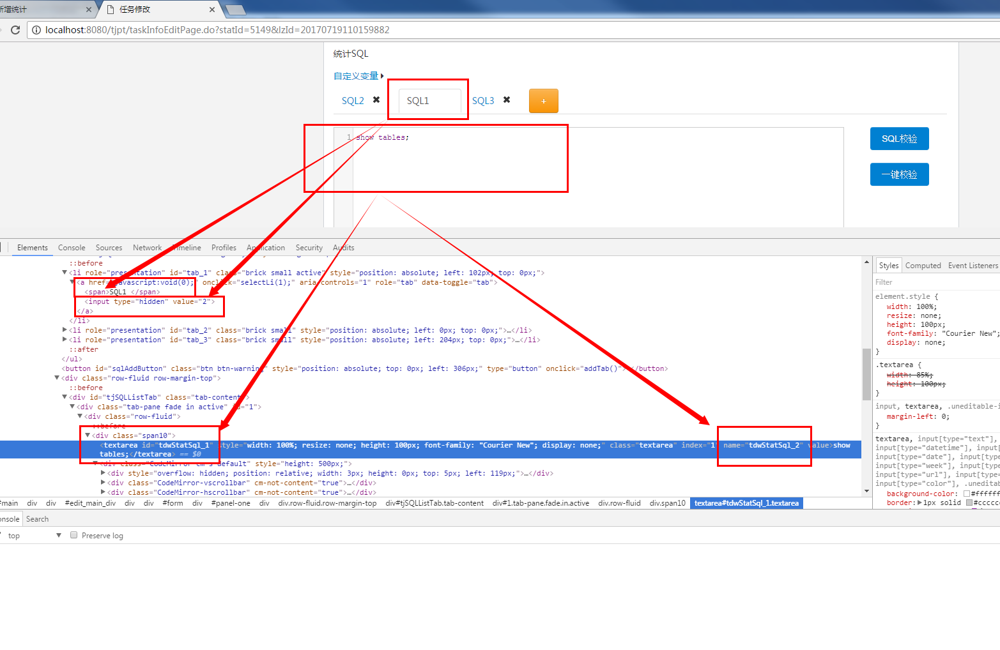 新增统计 任务修改
localhost:8080/tjpt/taskInfoEditPage.do?statId=5149&lzId=20170719110159882
统计SQL
自定义变量
SQL2 ✖ SQL1 SQL3 ✖ +
1 show tables;
SQL校验
一键校验
Elements Console Sources Network Timeline Profiles Application Security Audits
::before
<li role="presentation" id="tab_1" class="brick small active" style="position: absolute; left: 102px; top: 0px;">
<a href="javascript:void(0);" onclick="selectLi(1);" aria-controls="1" role="tab" data-toggle="tab">
<span>SQL1 </span>
<input type="hidden" value="2">
</a>
</li>
<li role="presentation" id="tab_2" class="brick small" style="position: absolute; left: 0px; top: 0px;">…</li>
<li role="presentation" id="tab_3" class="brick small" style="position: absolute; left: 204px; top: 0px;">…</li>
::after
</ul>
<button id="sqlAddButton" class="btn btn-warning" style="position: absolute; top: 0px; left: 306px;" type="button" onclick="addTab()"> </button>
<div class="row-fluid row-margin-top">
::before
<div id="tjSQLListTab" class="tab-content">
<div class="tab-pane fade in active" id="1">
<div class="row-fluid">
::before
<div class="span10">
<textarea id="tdwStatSql_1" style="width: 100%; resize: none; height: 100px; font-family: "Courier New"; display: none;" class="textarea" index="1" name="tdwStatSql_2" value>show
tables;</textarea> == $0
<div class="CodeMirror cm-s-default" style="height: 500px;">
<div style="overflow: hidden; position: relative; width: 3px; height: 0px; top: 5px; left: 119px;">…</div>
<div class="CodeMirror-vscrollbar" cm-not-content="true">…</div>
<div class="CodeMirror-hscrollbar" cm-not-content="true">…</div>
#main div div #edit_main_div div div #form div #panel-one div div.row-fluid.row-margin-top div#tjSQLListTab.tab-content div#1.tab-pane.fade.in.active div.row-fluid div.span10 textarea#tdwStatSql_1.textarea
Styles Computed Event Listeners
Filter
element.style {
width: 100%;
resize: none;
height: 100px;
font-family: "Courier New";
display: none;
}
.textarea {
width: 85%;
height: 100px;
}
input, textarea, .uneditable-i
margin-left: 0;
}
textarea, input[type="text"],
input[type="datetime"], input[
input[type="date"], input[type
input[type="week"], input[type
input[type="url"], input[type=
input[type="color"], .uneditab
background-color: #ffffff
border: 1px solid #cccccc
onsole Search
top Preserve log